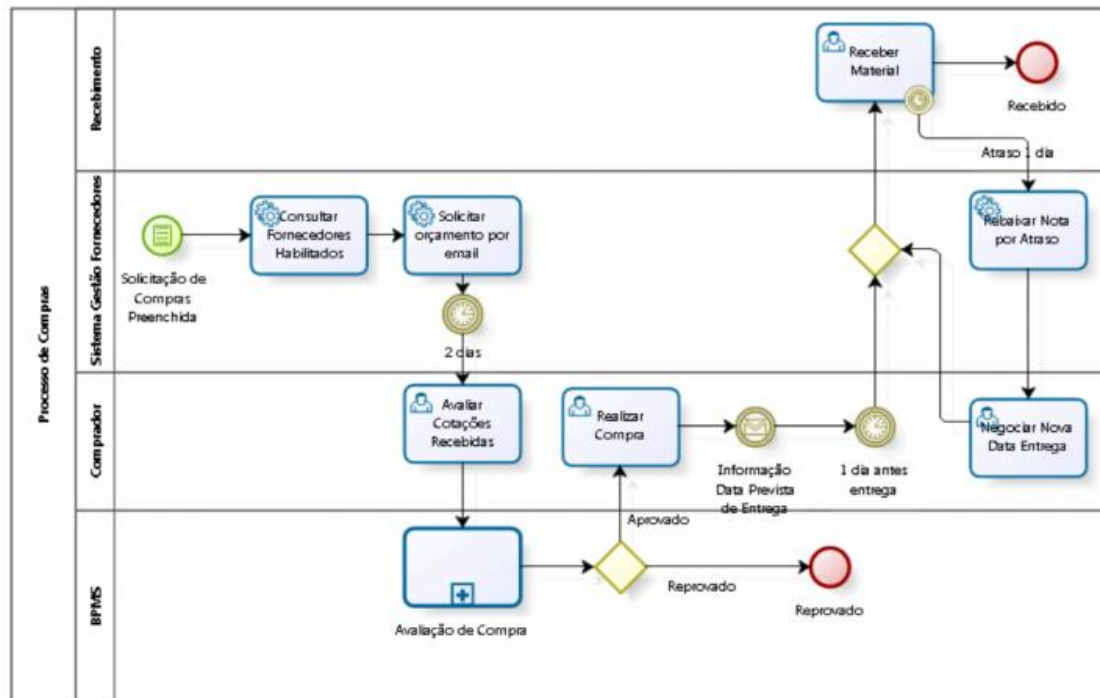 Processo de Compras
Recebimento
Receber
Material
Recebido
Atraso 1 dia
Sistema Gestão Fornecedores
Solicitação de
Compras
Preenchida
Consultar
Fornecedores
Habilitados
Solicitar
orçamento por
email
2 dias
Rebaixar Nota
por Atraso
Comprador
Avaliar
Cotações
Recebidas
Realizar
Compra
Informação
Data Prevista
de Entrega
1 dia antes
entrega
Negociar Nova
Data Entrega
BPMS
Avaliação de Compra
Aprovado
Reprovado
Reprovado